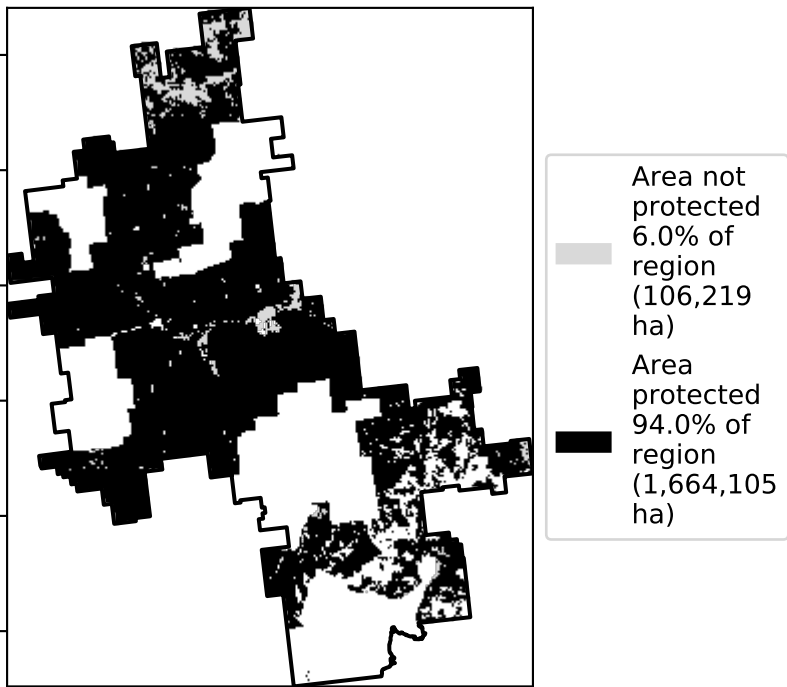 Area not
protected
6.0% of
region
(106,219
ha)
Area
protected
94.0% of
region
(1,664,105
ha)